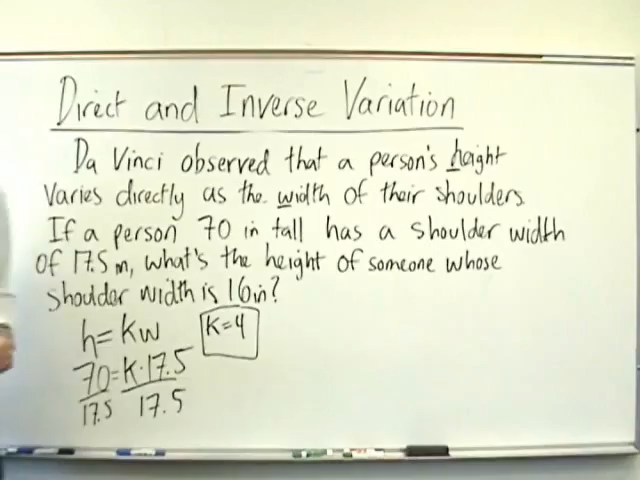 Direct and Inverse Variation
Da Vinci observed that a person's height
varies directly as the width of their shoulders.
If a person 70 in tall has a shoulder width
of 17.5 in, what's the height of someone whose
shoulder width is 16in?
h=kw
K=4
70=K·17.5
17.5 17.5